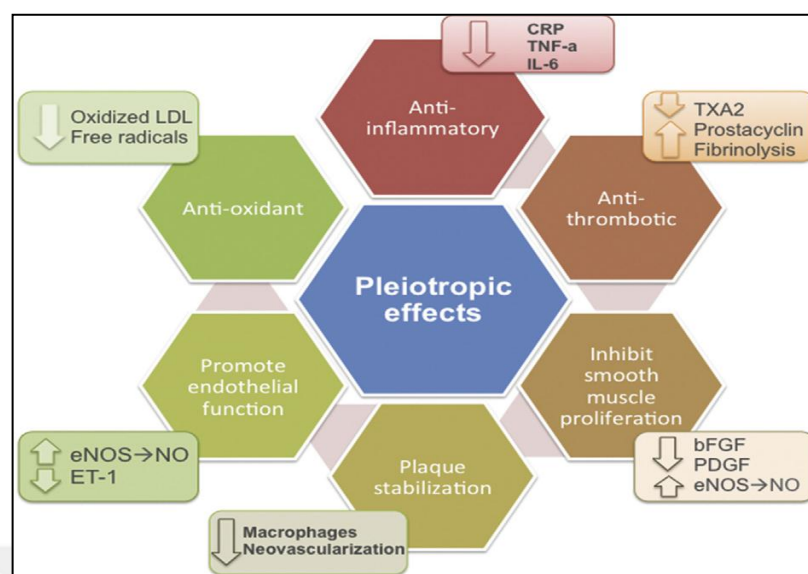 CRP
TNF-a
IL-6
Anti-
inflammatory
Oxidized LDL
Free radicals
Anti-oxidant
TXA2
Prostacyclin
Fibrinolysis
Anti-
thrombotic
Pleiotropic
effects
Promote
endothelial
function
eNOS→NO
ET-1
Inhibit
smooth
muscle
proliferation
bFGF
PDGF
eNOS→NO
Plaque
stabilization
Macrophages
Neovascularization